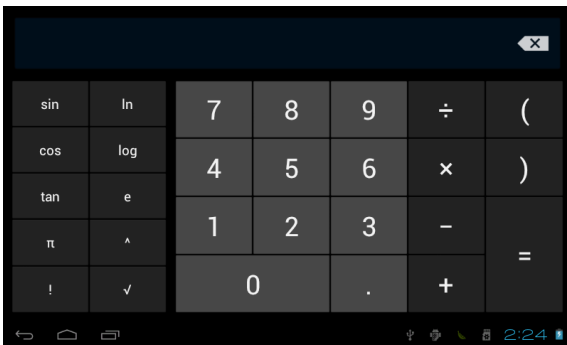 sin ln 7 8 9 ÷ (
cos log 4 5 6 × )
tan e 1 2 3 −
π ^ =
! √ 0 . +
2:24